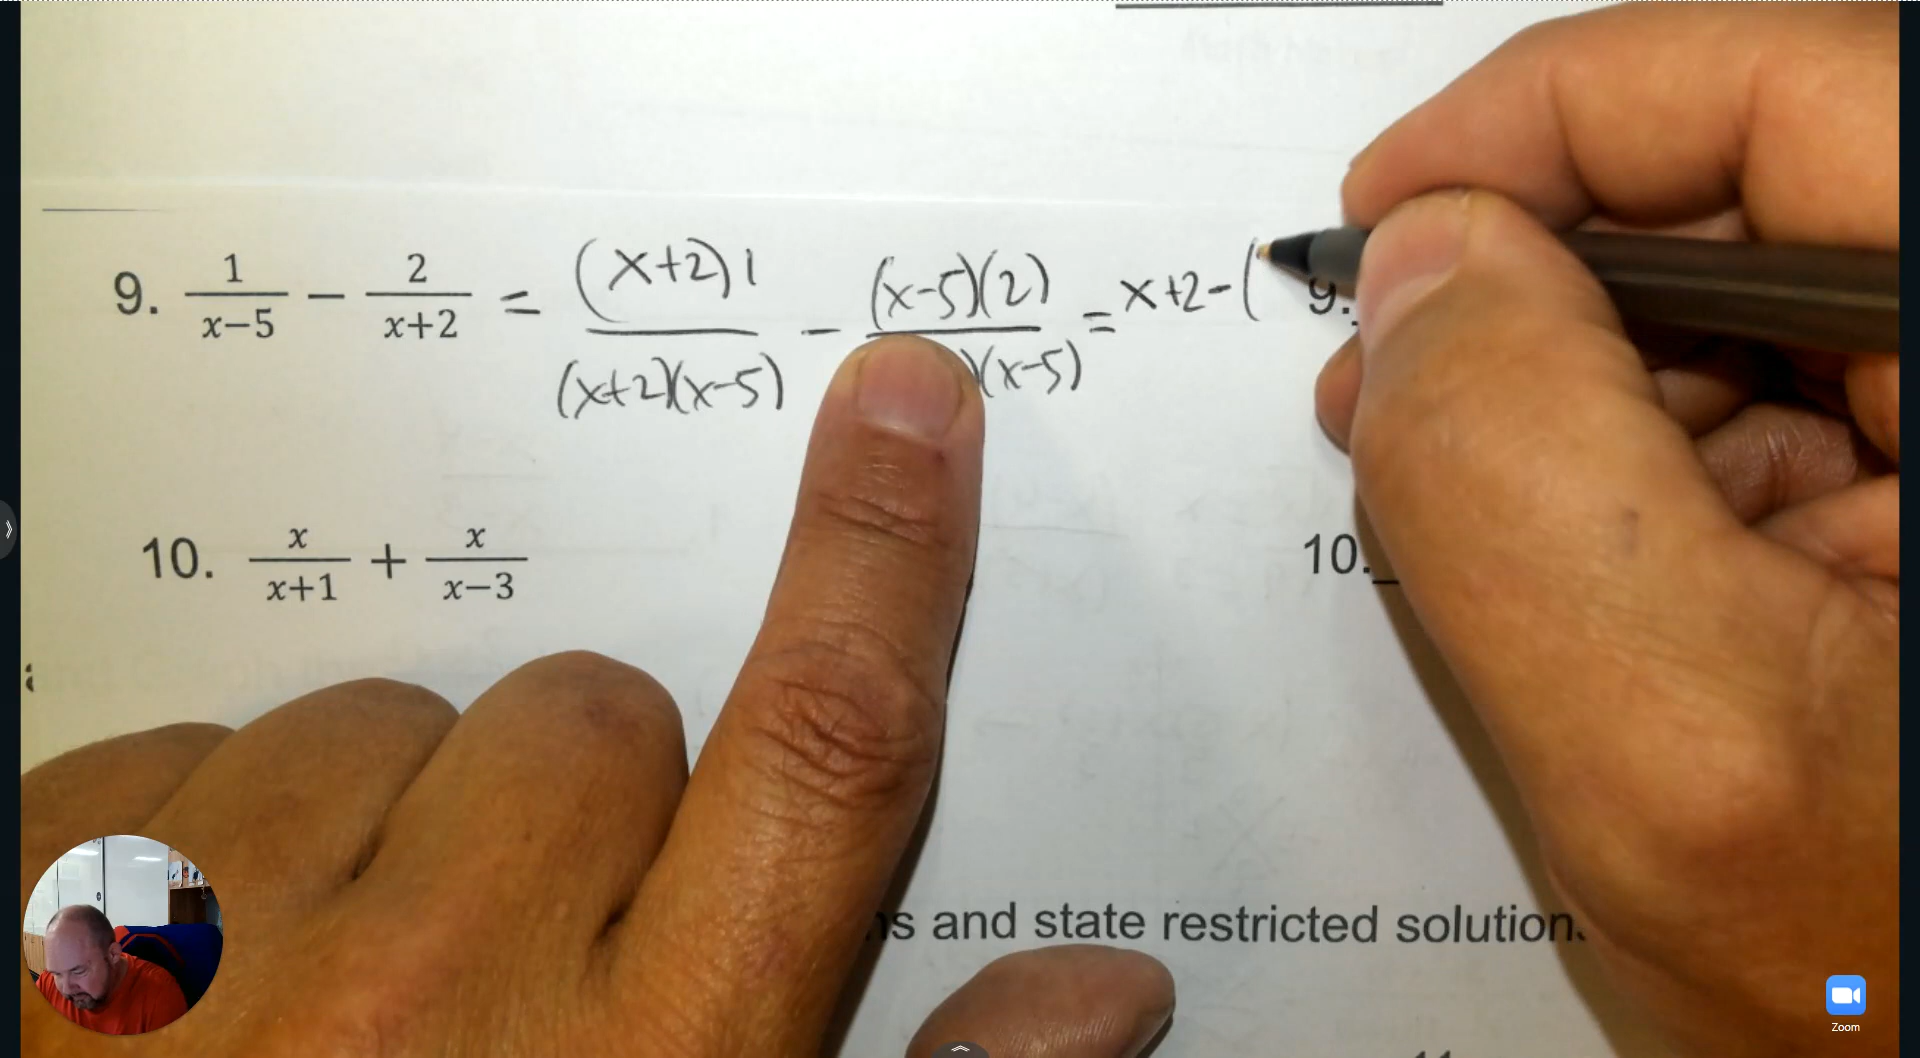 9. 1/(x−5) − 2/(x+2) = (x+2)1/((x+2)(x-5)) − (x-5)(2)/( )(x-5) = x+2-( 9.
10. x/(x+1) + x/(x−3) 10.
and state restricted solution
Zoom